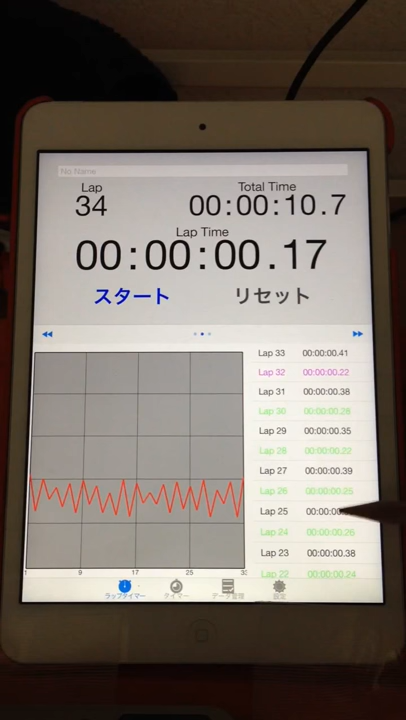 No Name
Lap
Total Time
34
00:00:10.7
Lap Time
00:00:00.17
スタート
リセット
Lap 33 00:00:00.41
Lap 32 00:00:00.22
Lap 31 00:00:00.38
Lap 30 00:00:00.28
Lap 29 00:00:00.35
Lap 28 00:00:00.22
Lap 27 00:00:00.39
Lap 26 00:00:00.25
Lap 25
Lap 24 00:00:00.26
Lap 23 00:00:00.38
Lap 22 00:00:00.24
1 9 17 25 33
ラップタイマー
タイマー
データ管理
設定